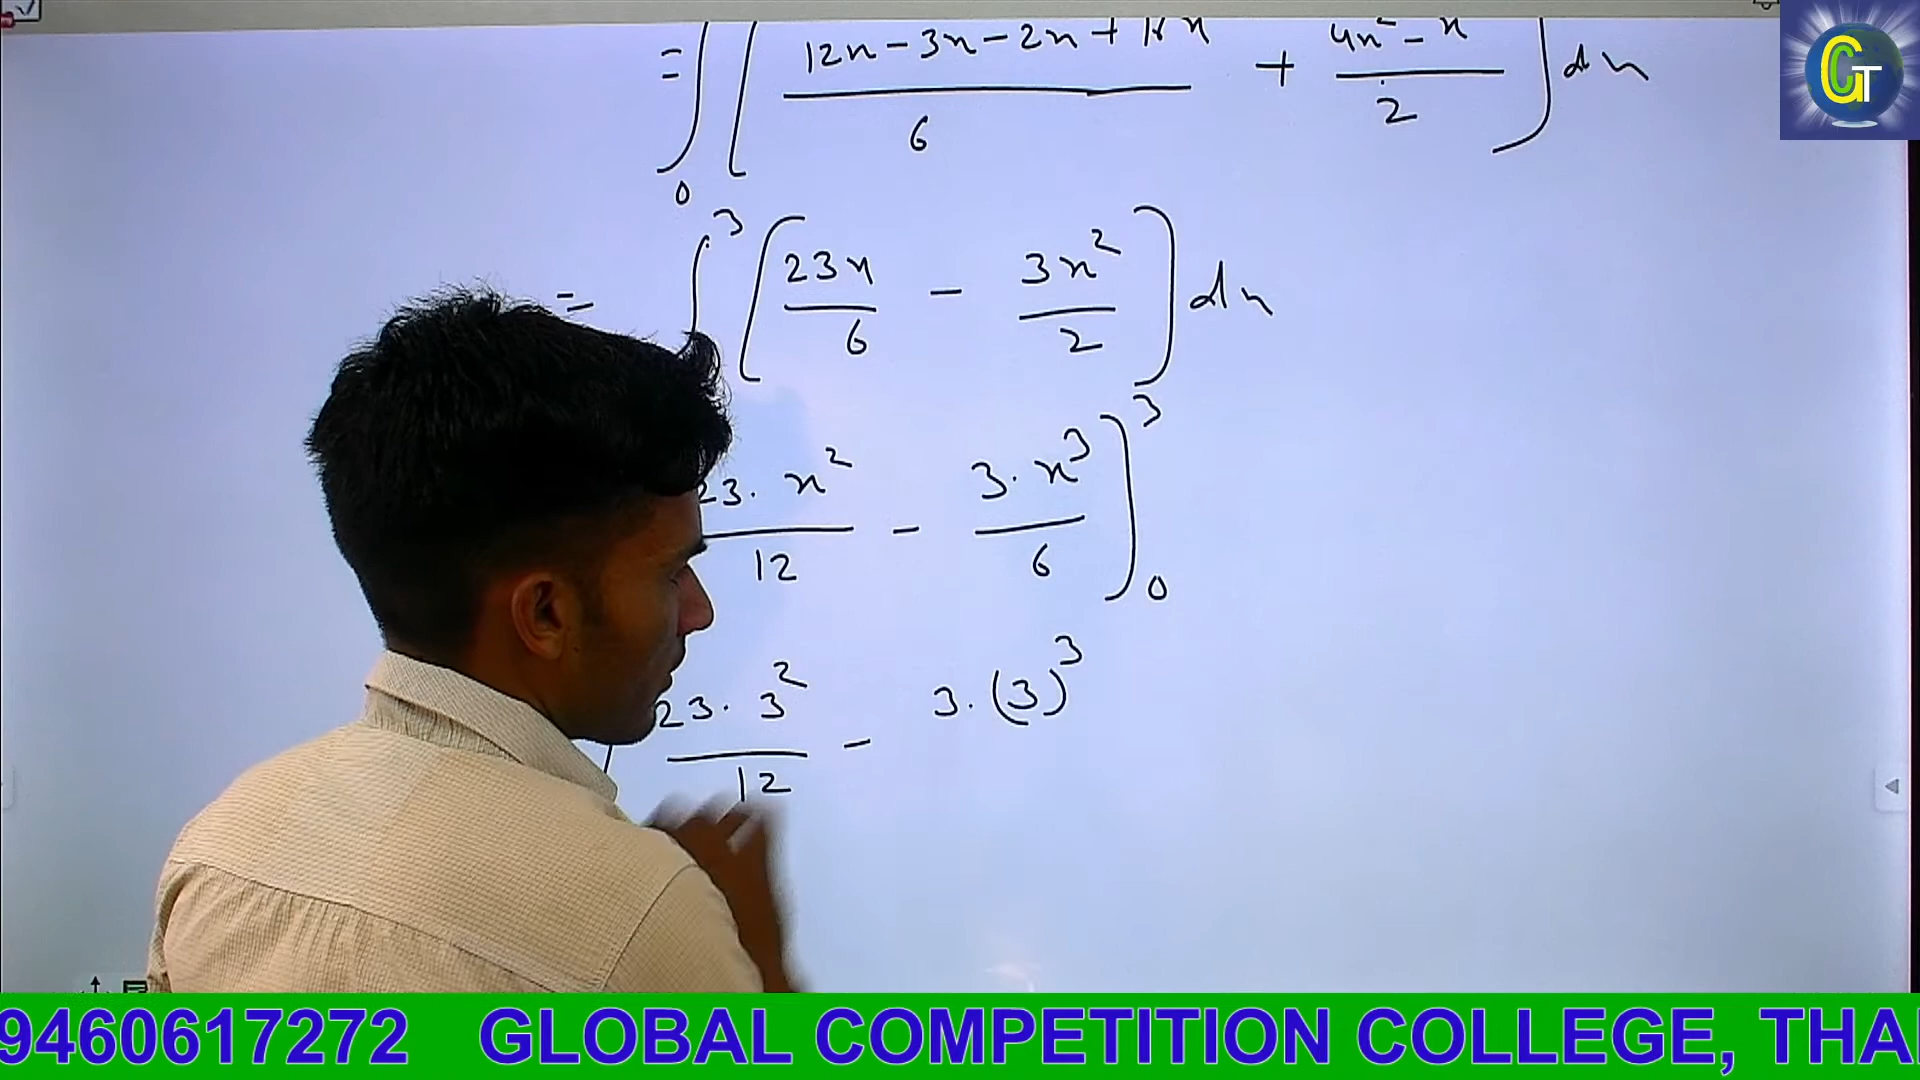 = ∫₀ [ (12x - 3x - 2x + 16x)/6 + (4x² - x)/2 ] dx
GCT
= ∫₀³ [ 23x/6 - 3x²/2 ] dx
23. x²/12 - 3. x³/6 ]₀³
23. 3²/12 - 3. (3)³
9460617272 GLOBAL COMPETITION COLLEGE, THA